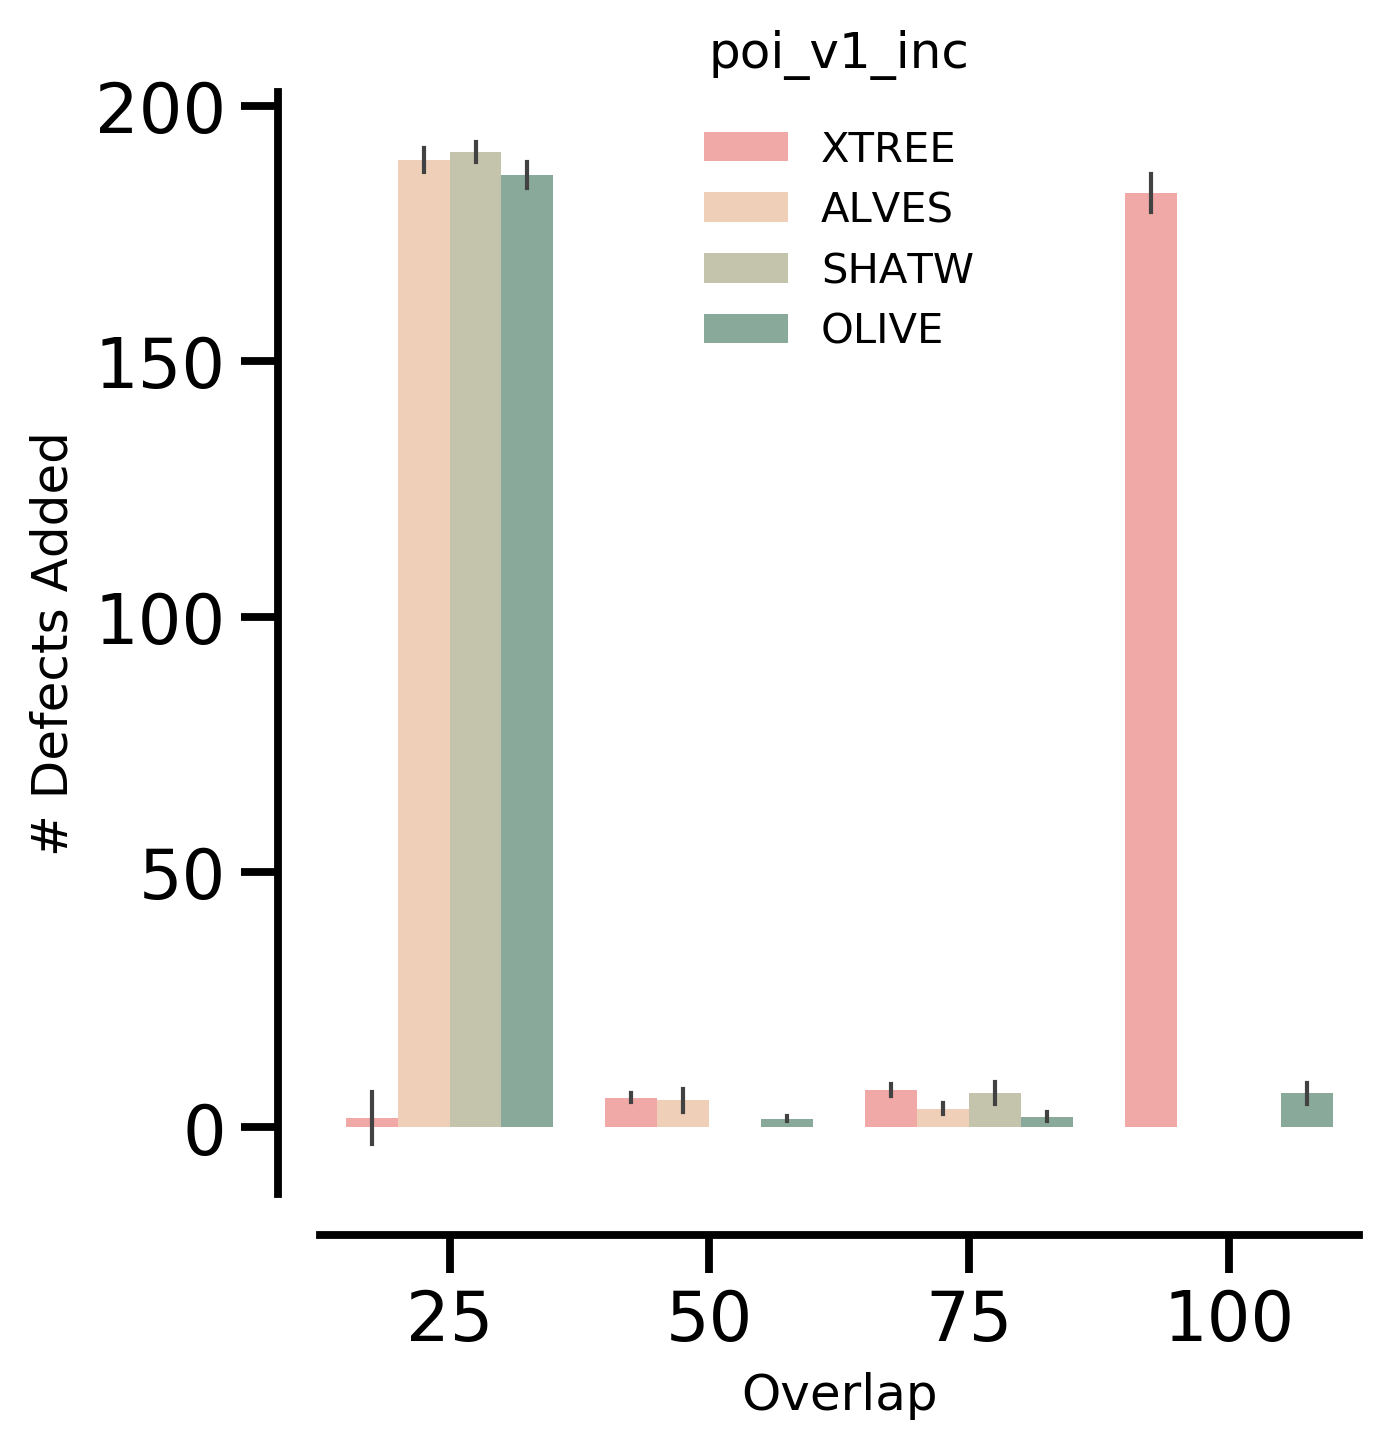 poi_v1_inc
XTREE
ALVES
SHATW
OLIVE
# Defects Added
200
150
100
50
0
25 50 75 100
Overlap